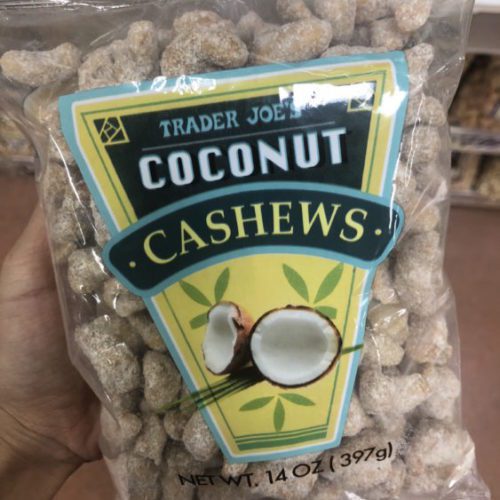 TRADER JOE'S
COCONUT
· CASHEWS ·
NET WT. 14 OZ (397g)